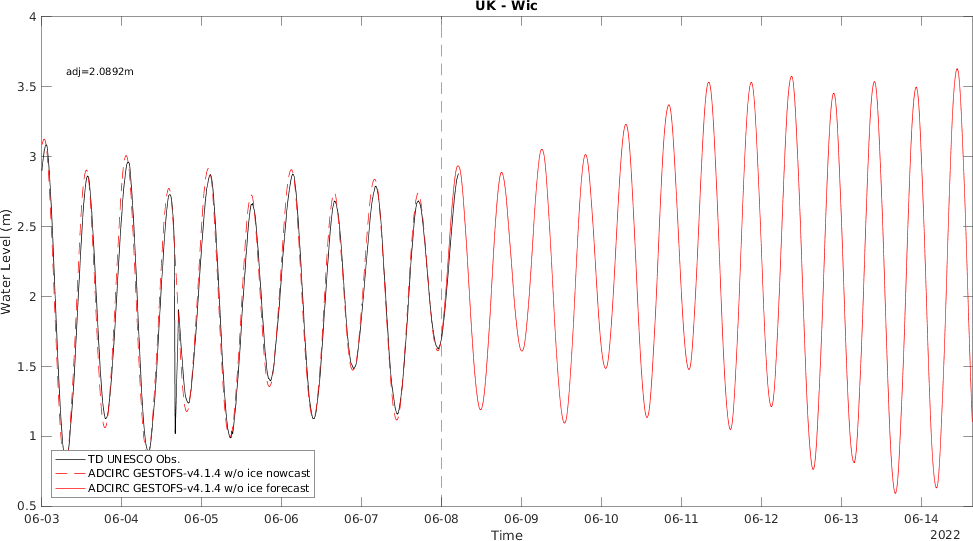 UK - Wic
adj=2.0892m
Water Level (m)
4
3.5
3
2.5
2
1.5
1
0.5
TD UNESCO Obs.
ADCIRC GESTOFS-v4.1.4 w/o ice nowcast
ADCIRC GESTOFS-v4.1.4 w/o ice forecast
06-03 06-04 06-05 06-06 06-07 06-08 06-09 06-10 06-11 06-12 06-13 06-14
2022
Time